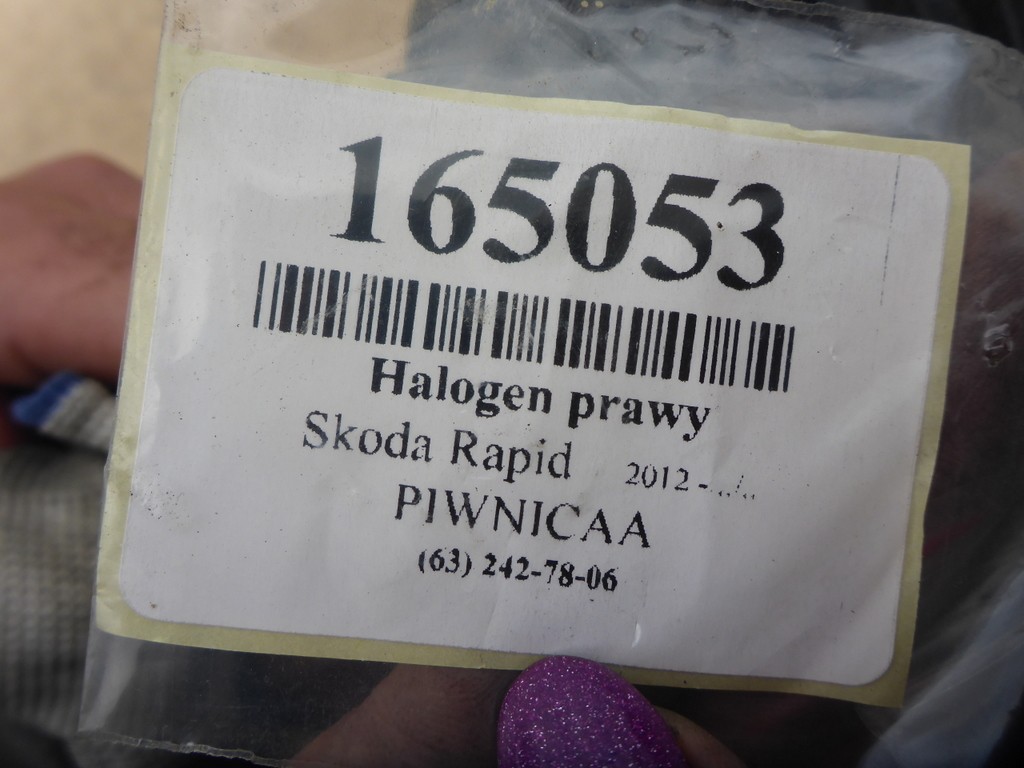 165053
Halogen prawy
Skoda Rapid 2012 -../..
PIWNICAA
(63) 242-78-06